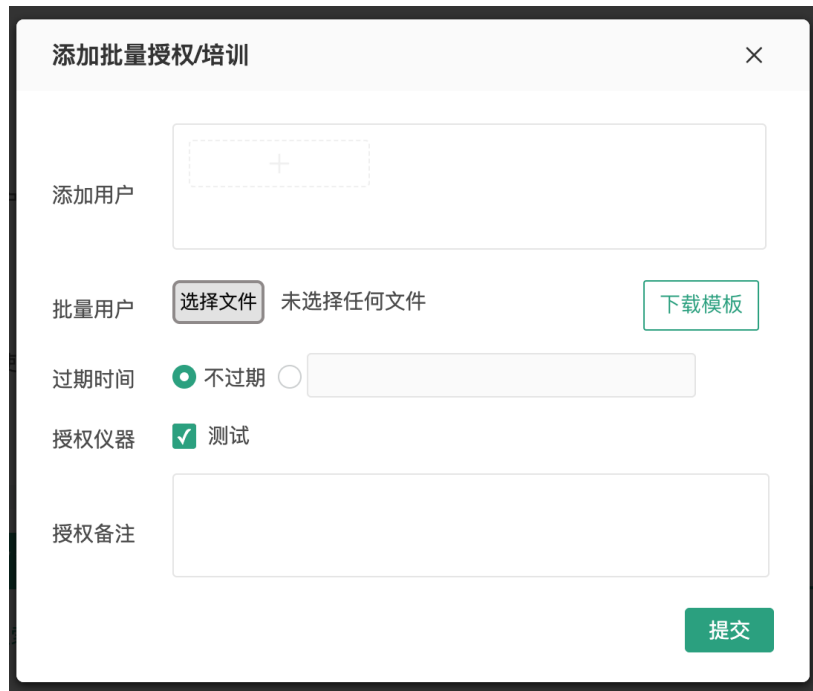 添加批量授权/培训
添加用户
批量用户 选择文件 未选择任何文件 下载模板
过期时间 不过期
授权仪器 测试
授权备注
提交